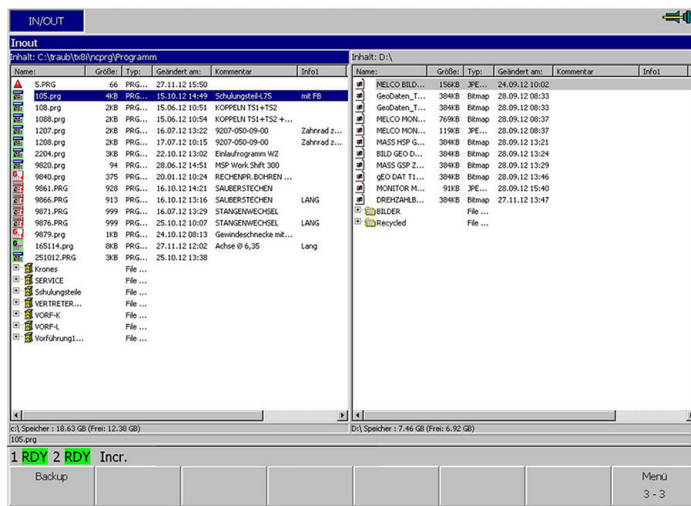 IN/OUT
Inout
Inhalt: C:\traub\tx8i\ncprg\Programm
Name: Größe: Typ: Geändert am: Kommentar Info1
5.PRG 66 PRG... 27.11.12 15:50
105.prg 4KB PRG... 15.10.12 14:49 Schulungsteil-L75 mit FB
108.prg 2KB PRG... 15.06.12 10:51 KOPPELN TS1+TS2
1088.prg 2KB PRG... 15.06.12 10:54 KOPPELN TS1+TS2 +...
1207.prg 2KB PRG... 16.07.12 13:22 9207-050-09-00 Zahnrad z...
1208.prg 2KB PRG... 17.07.12 10:15 9207-050-09-00 Zahnrad z...
2204.prg 3KB PRG... 22.10.12 13:02 Einlaufrogramm WZ
9820.prg 94 PRG... 28.06.12 14:51 MSP Work Shift 300
9840.prg 375 PRG... 20.01.12 10:24 RECHENPR.BOHREN ...
9861.PRG 928 PRG... 16.10.12 14:21 SAUBERSTECHEN
9866.PRG 913 PRG... 16.10.12 13:16 SAUBERSTECHEN LANG
9871.PRG 999 PRG... 16.07.12 13:29 STANGENWECHSEL
9876.PRG 999 PRG... 25.10.12 10:07 STANGENWECHSEL LANG
9879.prg 1KB PRG... 24.10.12 08:13 Gewindeschnecke mit...
165114.prg 8KB PRG... 27.11.12 12:02 Achse Ø 6,35 Lang
251012.PRG 3KB PRG... 25.10.12 13:38
Krones File ...
SERVICE File ...
Sshulungsteile File ...
VERTRETER... File ...
VORF-K File ...
VORF-L File ...
Vorführung1... File ...
c:\ Speicher : 18.63 GB (Frei: 12.38 GB)
105.prg
Inhalt: D:\
Name: Größe: Typ: Geändert am: Kommentar Info1
MELCO BILD... 156KB JPE... 24.09.12 10:02
GeoDaten_T... 384KB Bitmap 28.09.12 08:33
GeoDaten_T... 384KB Bitmap 28.09.12 08:33
MELCO MON... 769KB Bitmap 28.09.12 08:37
MELCO MON... 119KB JPE... 28.09.12 08:37
MASS HSP G... 384KB Bitmap 28.09.12 13:21
BILD GEO D... 384KB Bitmap 28.09.12 13:24
MASS GSP Z... 384KB Bitmap 28.09.12 13:29
gEO DAT T1... 384KB Bitmap 28.09.12 13:46
MONITOR M... 91KB JPE... 28.09.12 15:40
DREHZAHLB... 384KB Bitmap 27.11.12 13:47
BILDER File ...
Recycled File ...
D:\ Speicher : 7.46 GB (Frei: 6.92 GB)
1 RDY 2 RDY Incr.
Backup
Menü
3 - 3